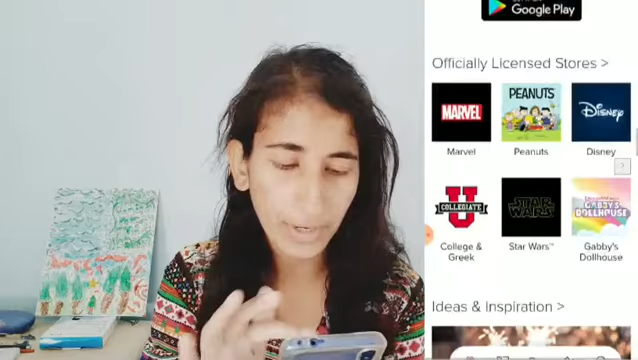 Google Play
Officially Licensed Stores >
MARVEL
PEANUTS
Disney
Marvel
Peanuts
Disney
COLLEGIATE
STAR WARS
GABBY'S
DOLLHOUSE
College &
Greek
Star Wars™
Gabby's
Dollhouse
Ideas & Inspiration >